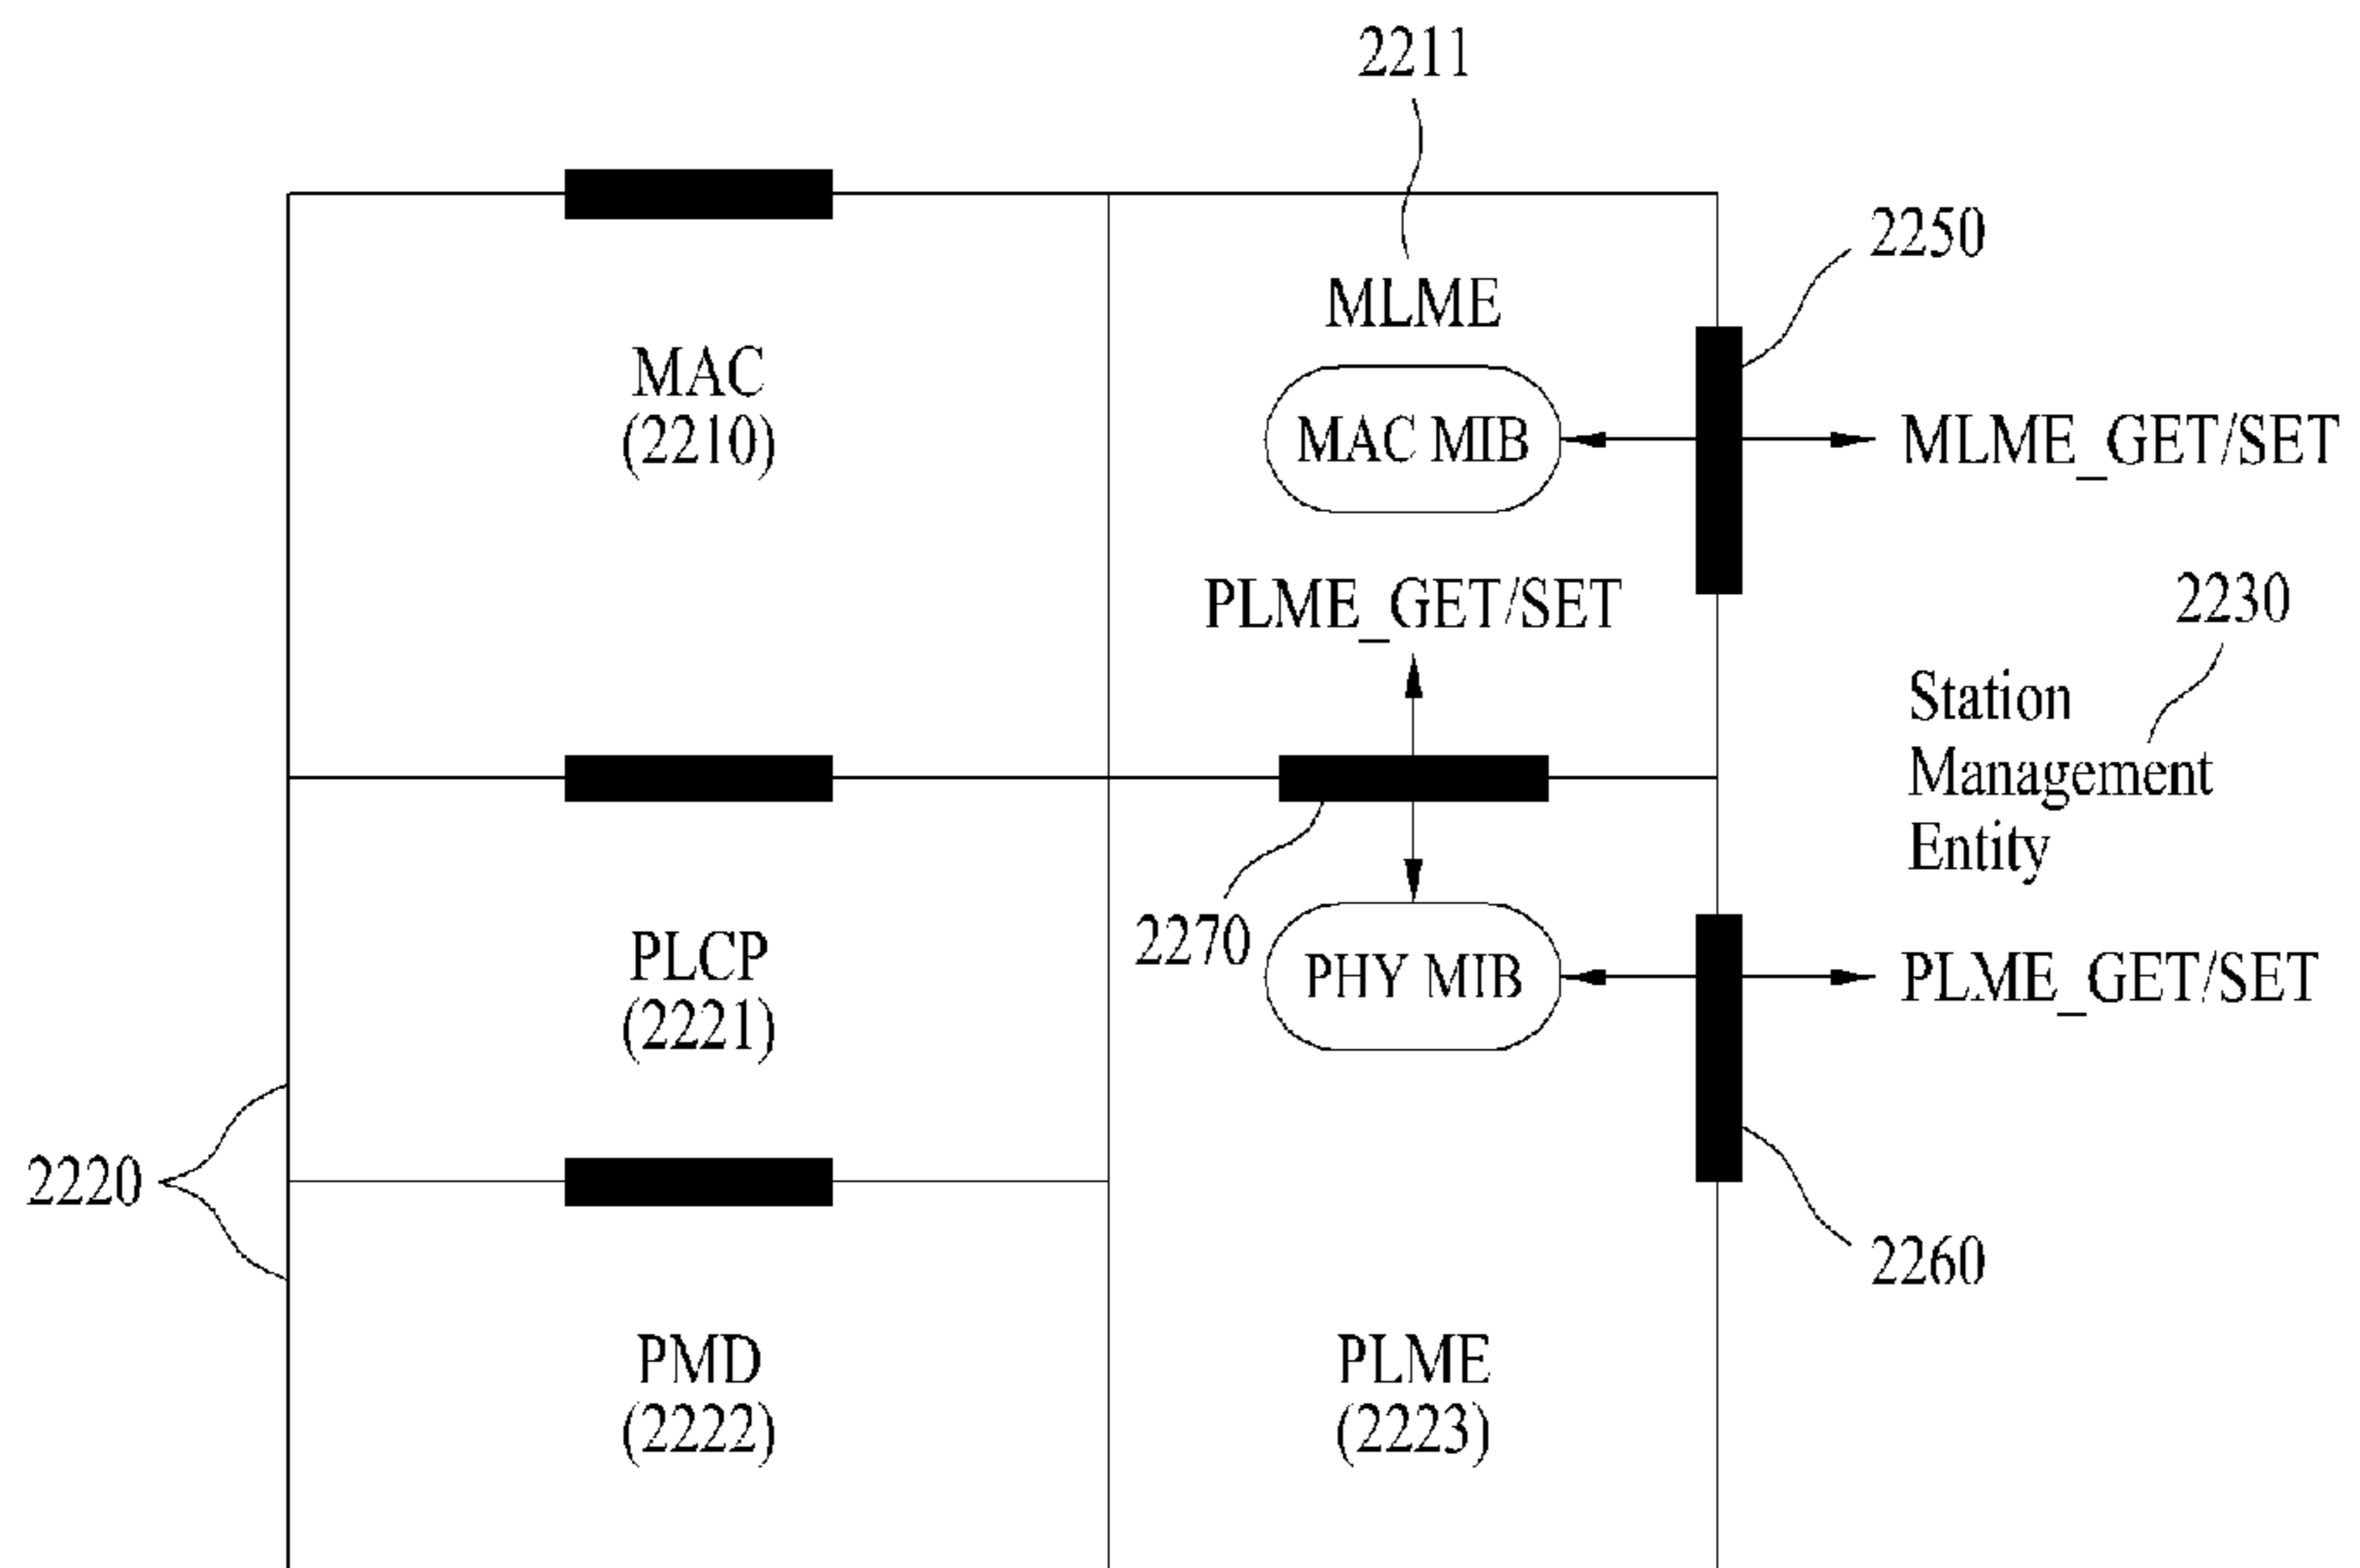 2211
2250
MLME
MAC
(2210)
MAC MIB
MLME_GET/SET
PLME_GET/SET
2230
Station
Management
Entity
2270
PLCP
(2221)
PHY MIB
PLME_GET/SET
2220
2260
PMD
(2222)
PLME
(2223)